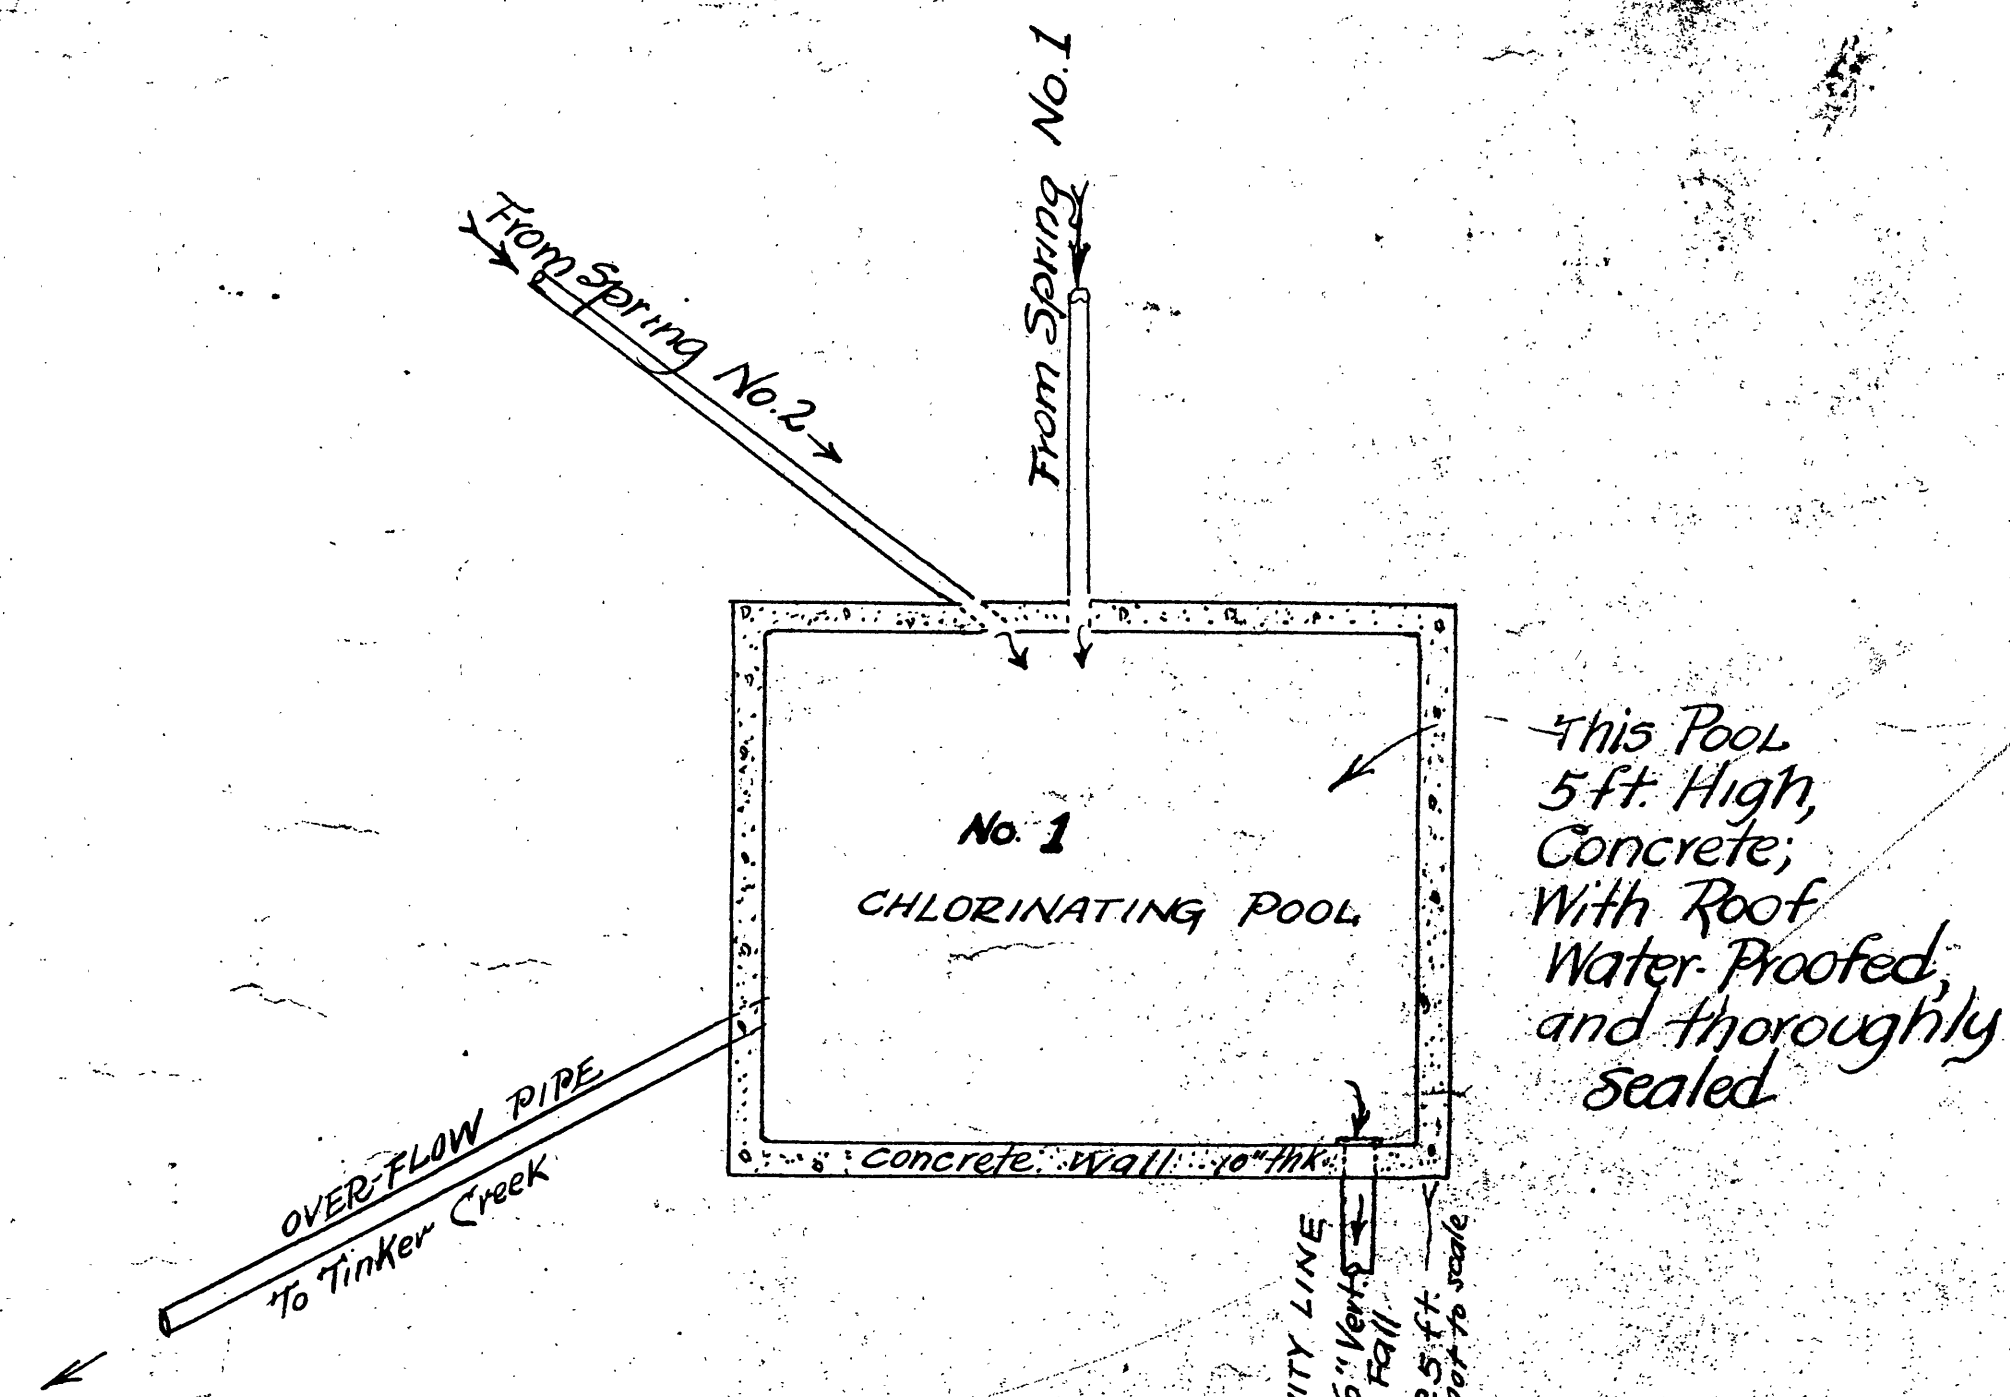 From Spring No. 1
From Spring No. 2
No. 1
CHLORINATING POOL
This Pool
5 ft. High,
Concrete;
With Roof
Water-Proofed,
and thoroughly
sealed
OVER-FLOW PIPE
To Tinker Creek
Concrete Wall 10" thk.
LINE
Vert.
Fall
5 ft.
not to scale